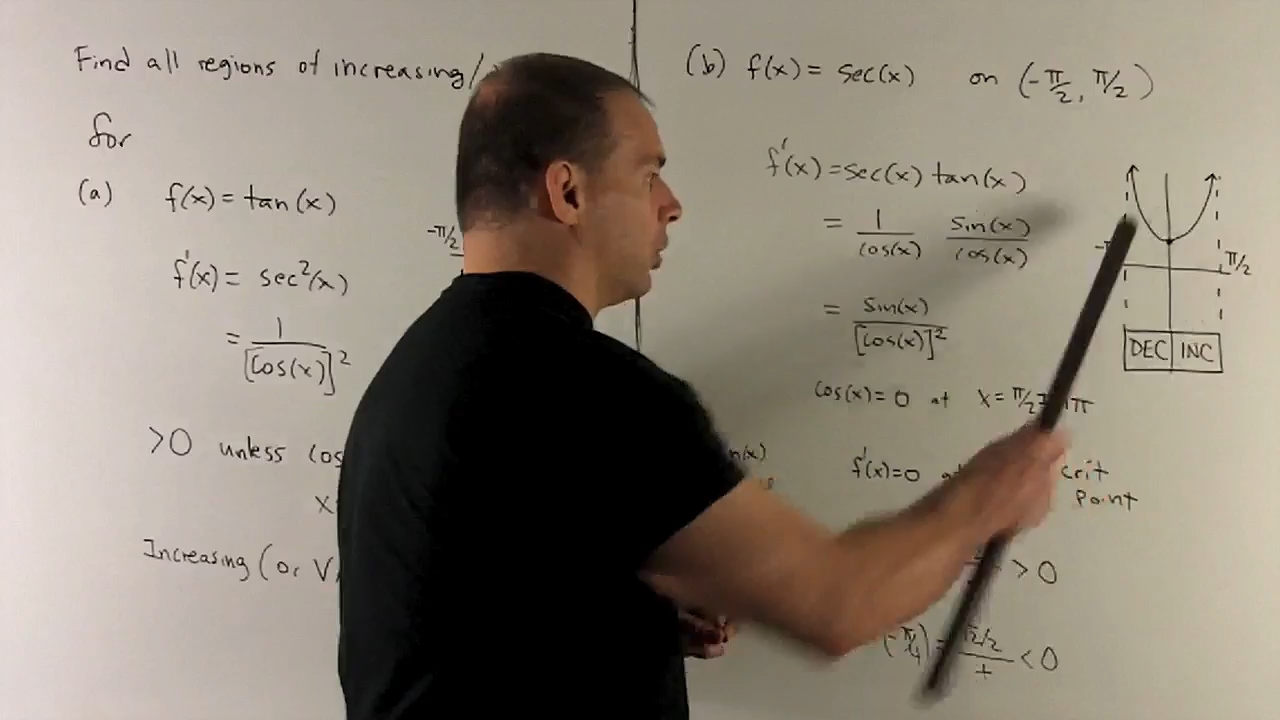 Find all regions of increasing/
for
(a) f(x) = tan(x)
f'(x) = sec²(x)
= 1/[cos(x)]²
>0 unless cos
x
Increasing (or V
-π/2
(b) f(x) = sec(x) on (-π/2, π/2)
f'(x) = sec(x) tan(x)
= 1/cos(x) sin(x)/cos(x)
= sin(x)/[cos(x)]²
cos(x) = 0 at x = π/2
f'(x) = 0 crit
point
> 0
(-π/4) = √2/2/+ < 0
π/2
DEC INC